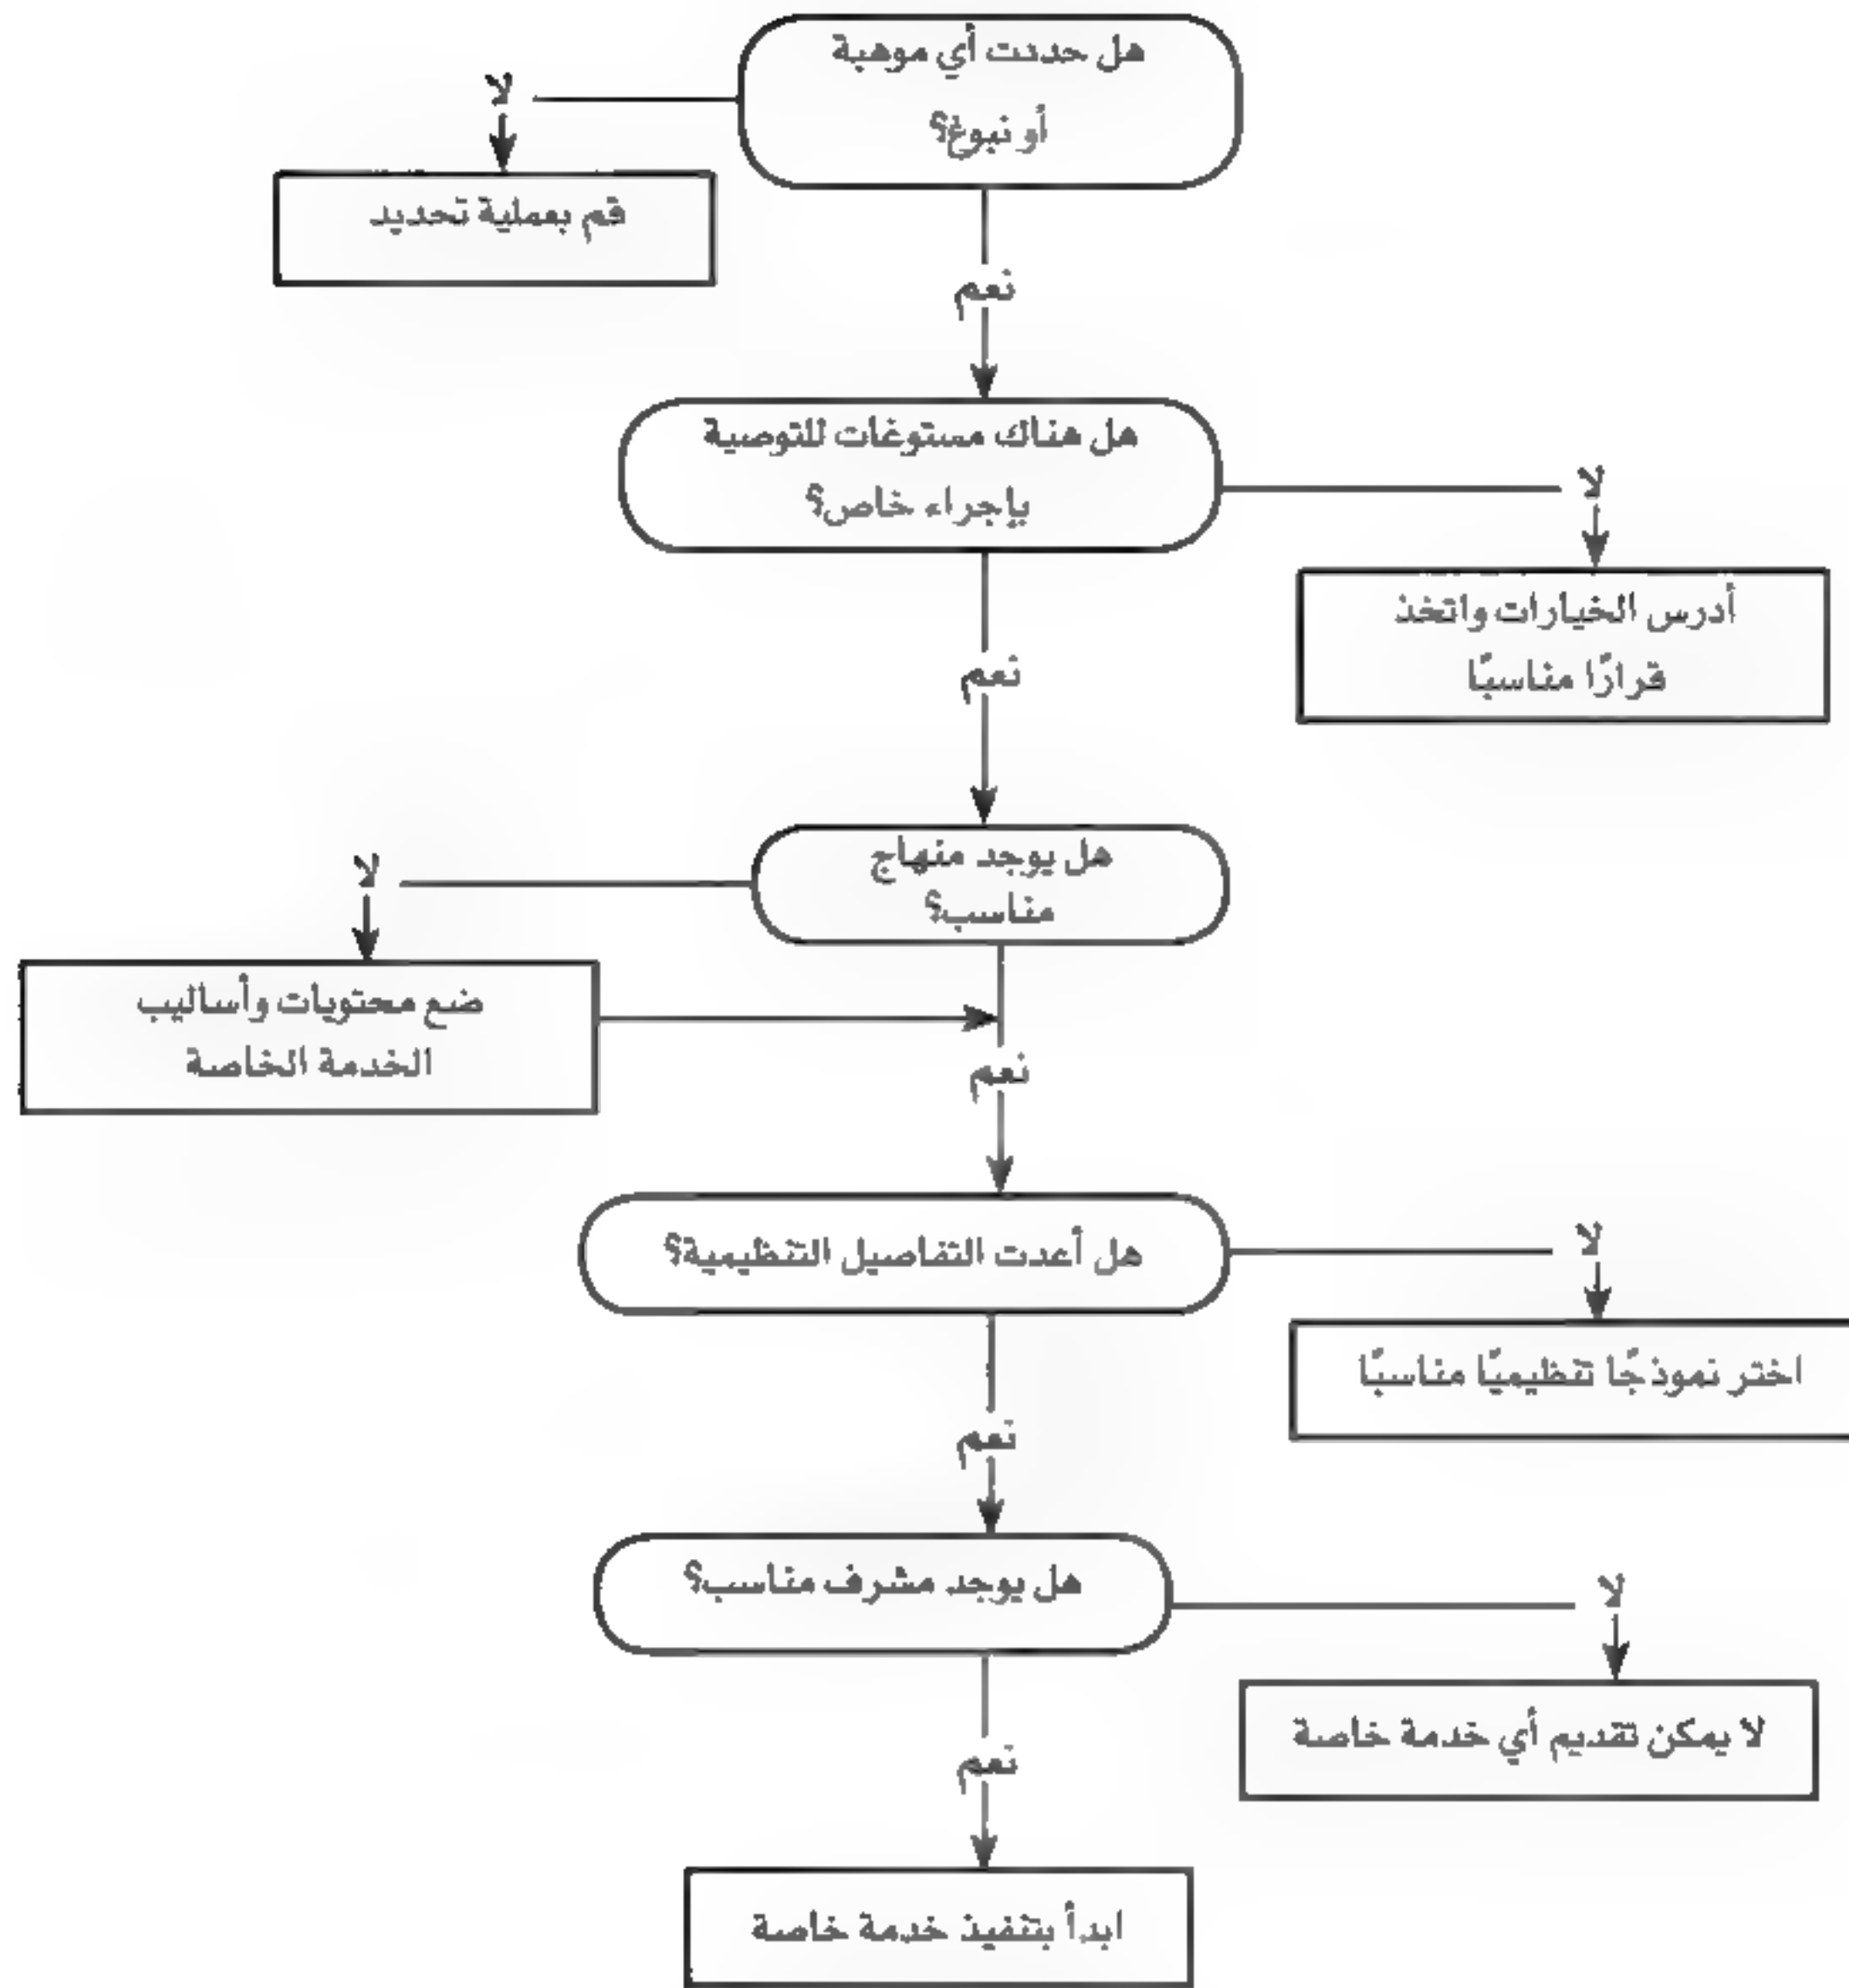 هل حددت أي موهبة
أو نبوغ؟
لا
قم بعملية تحديد
نعم
هل هناك مستوغات للتوصية
بإجراء خاص؟
لا
أدرس الخيارات واتخذ
قرارًا مناسبًا
نعم
هل يوجد منهاج
مناسب؟
لا
ضع محتويات وأساليب
الخدمة الخاصة
نعم
هل أعدت التفاصيل التنظيمية؟
لا
اختر نموذجًا تنظيميًا مناسبًا
نعم
هل يوجد مشرف مناسب؟
لا
لا يمكن تقديم أي خدمة خاصة
نعم
ابدأ بتنفيذ خدمة خاصة